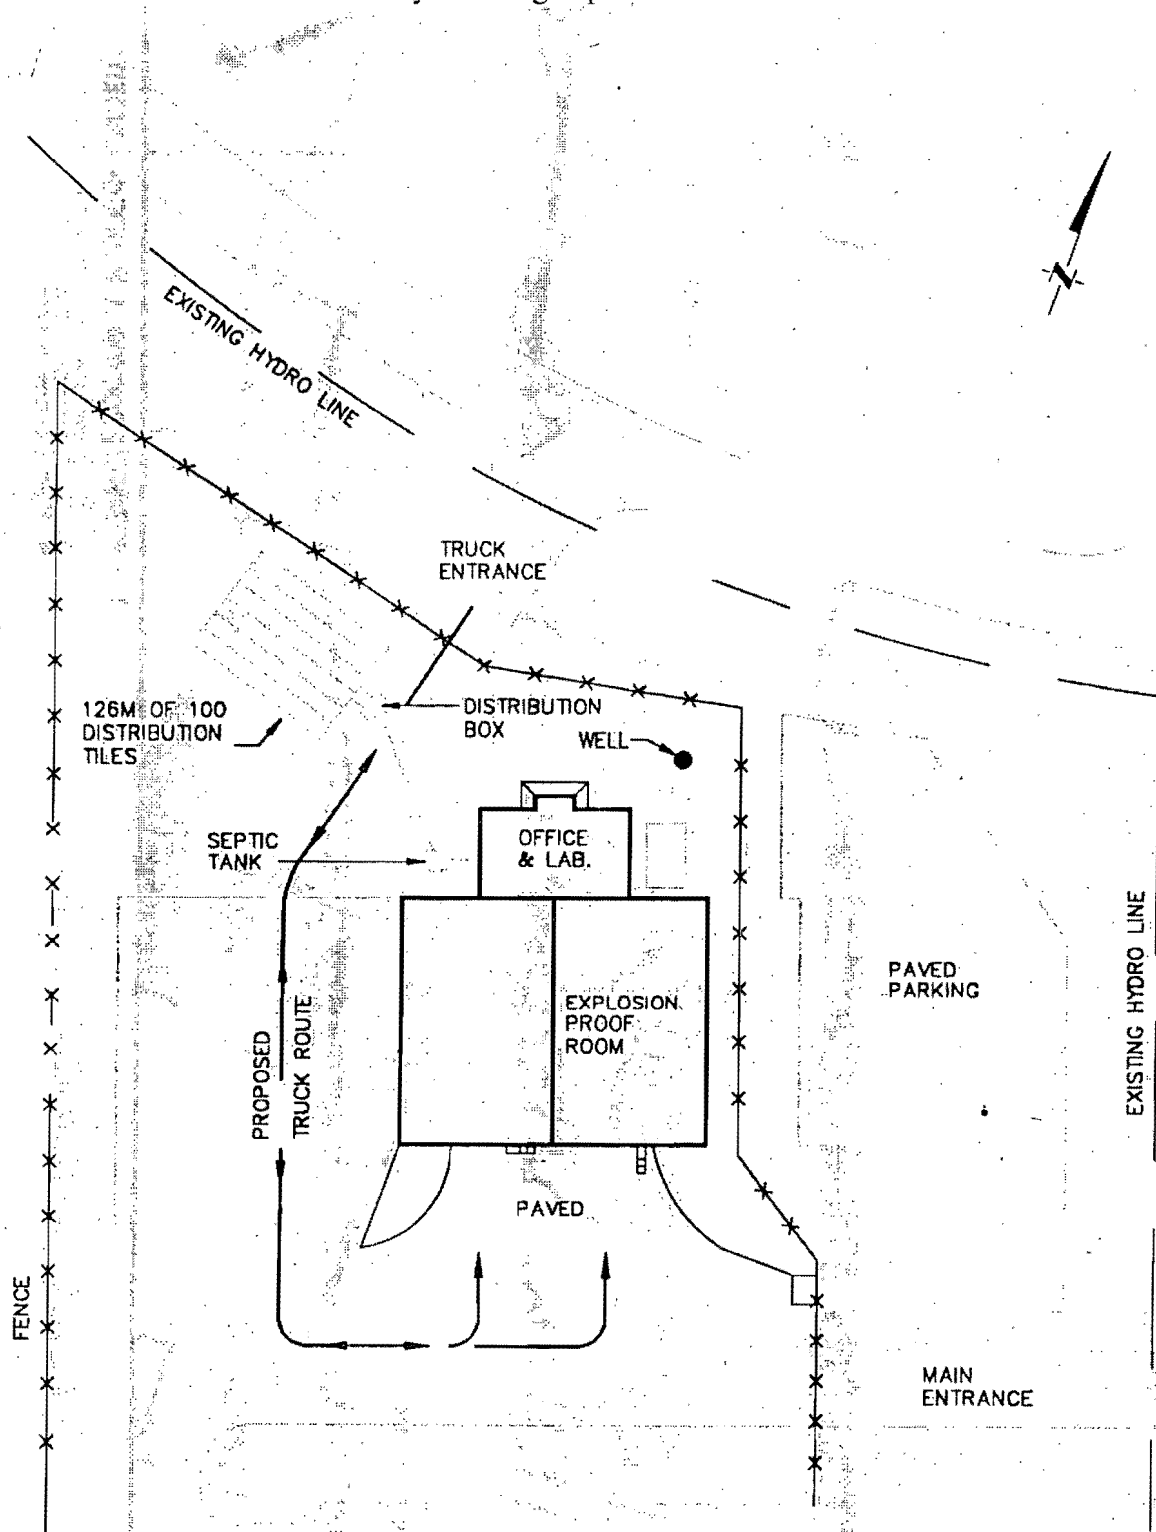 EXISTING HYDRO LINE
N
TRUCK
ENTRANCE
126M OF 100
DISTRIBUTION
TILES
DISTRIBUTION
BOX
WELL
SEPTIC
TANK
OFFICE
& LAB.
EXPLOSION
PROOF
ROOM
PAVED
PARKING
EXISTING HYDRO LINE
PROPOSED
TRUCK ROUTE
PAVED
FENCE
MAIN
ENTRANCE